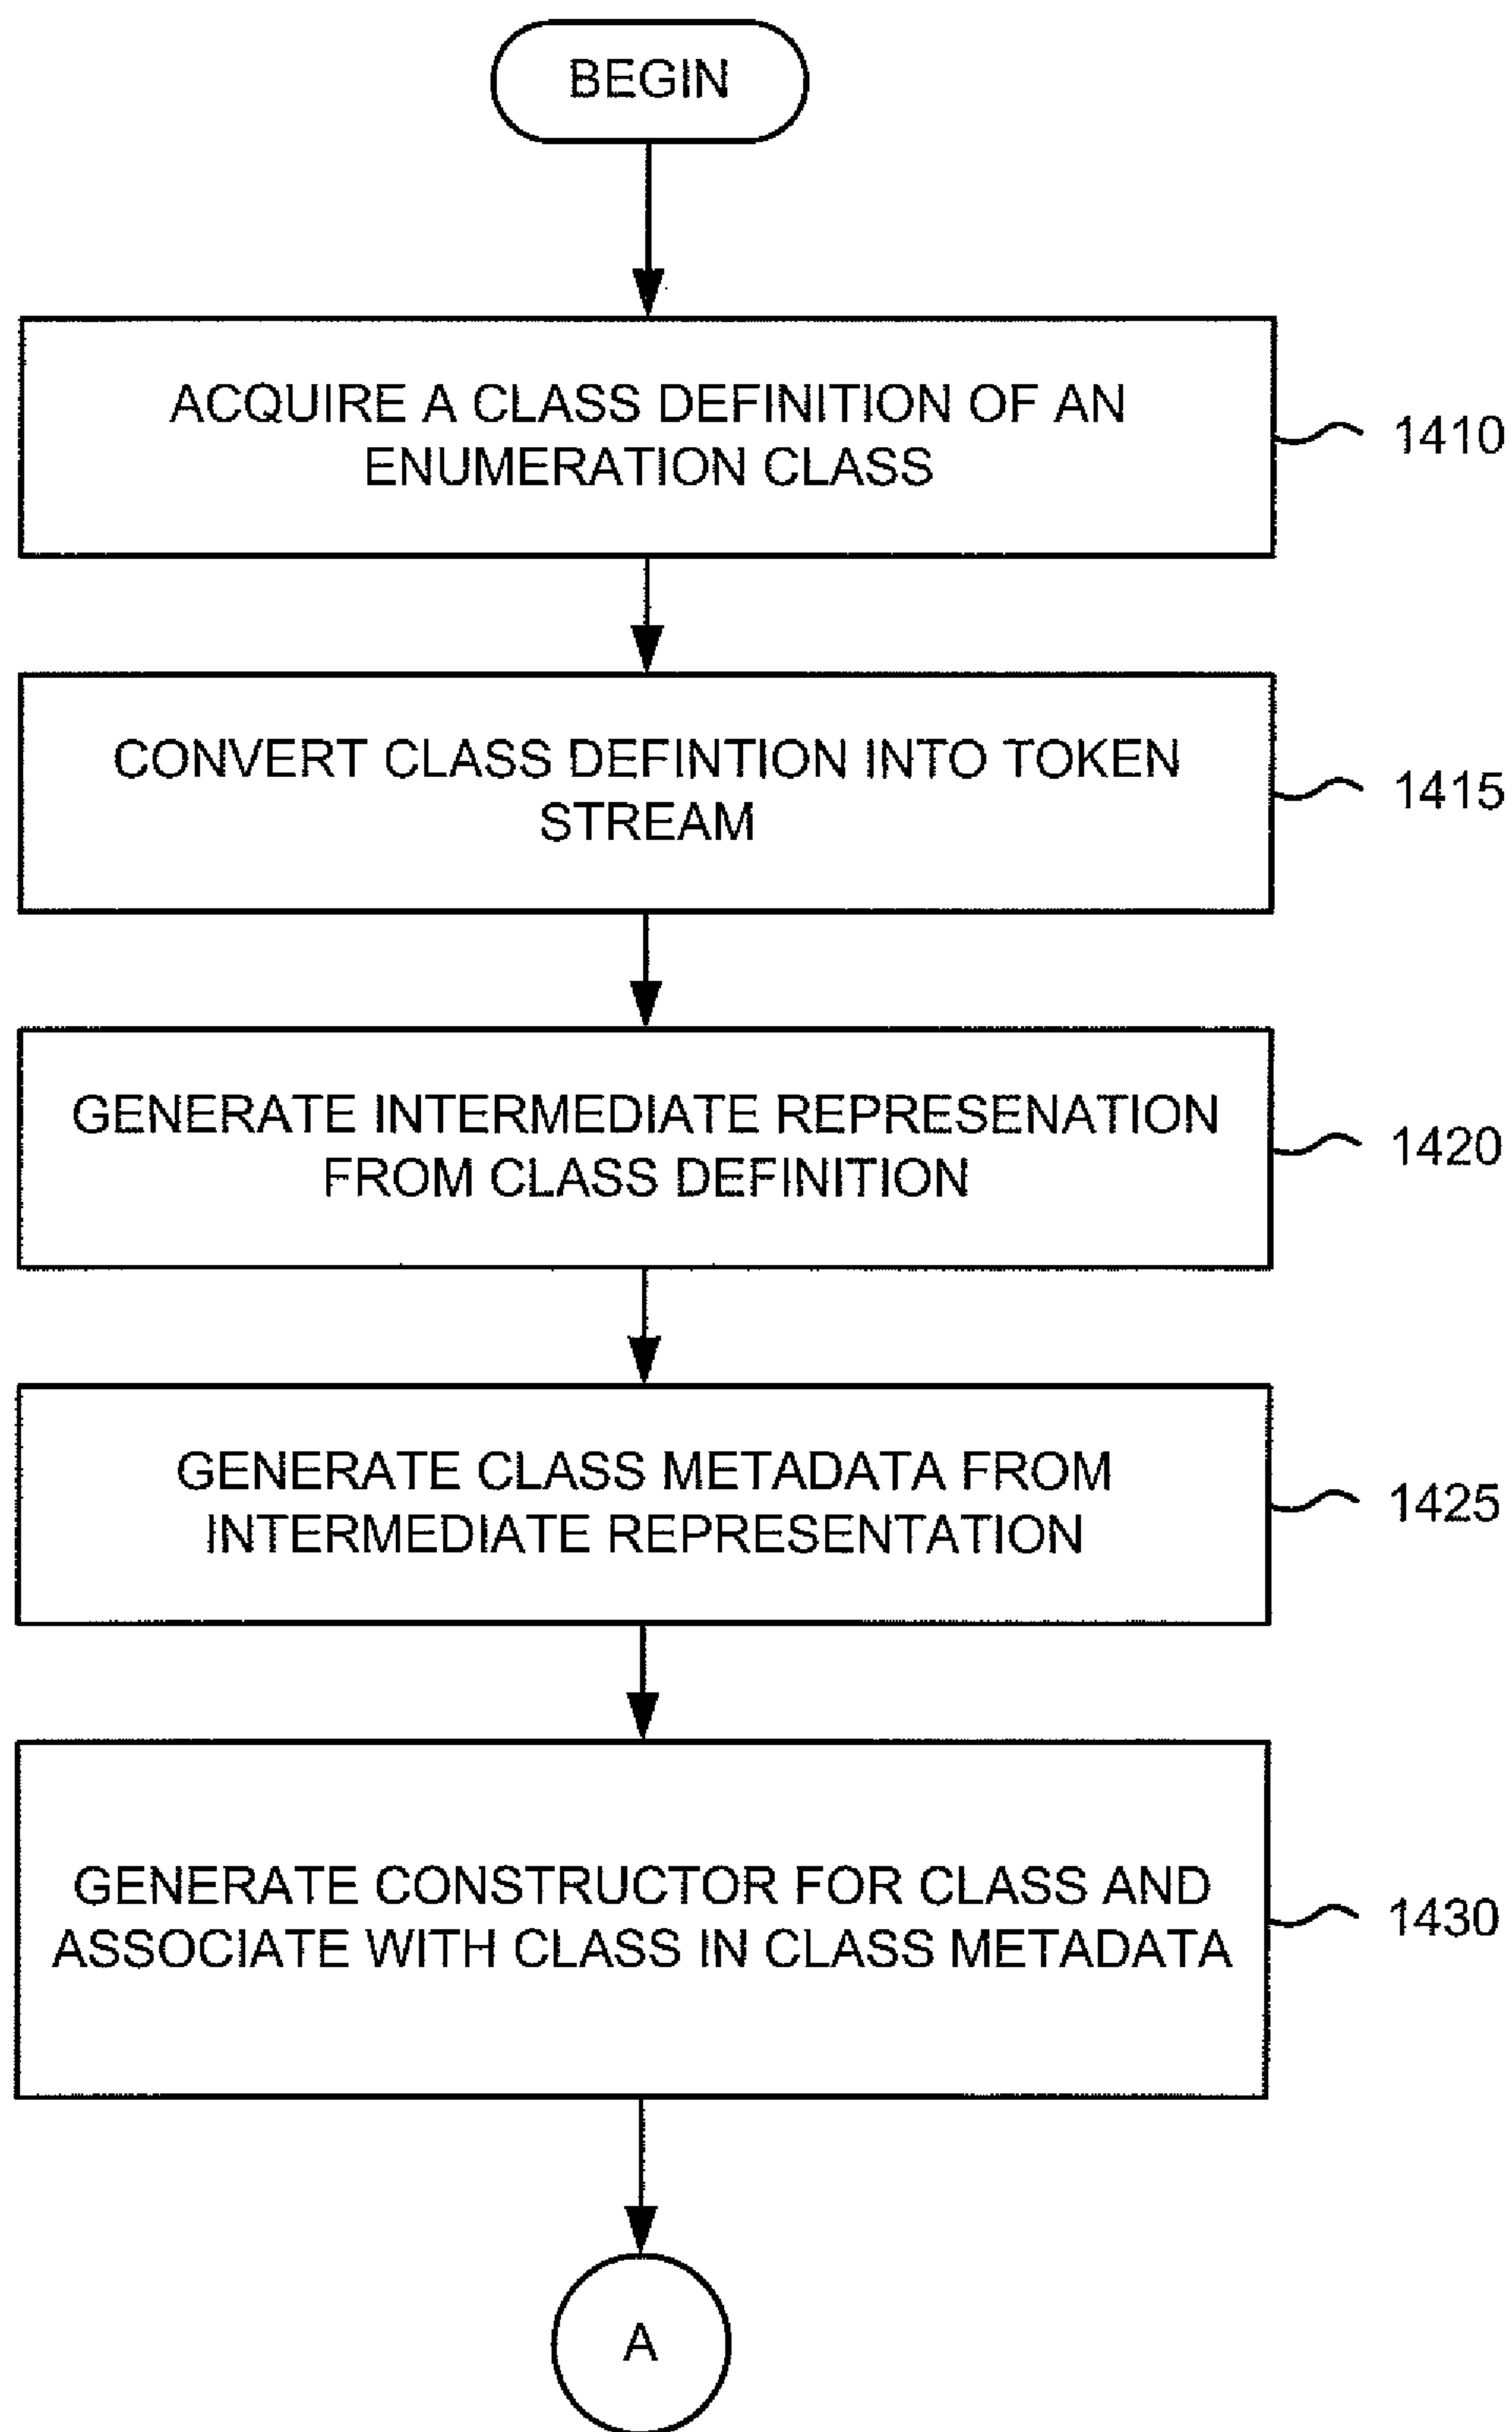 BEGIN
ACQUIRE A CLASS DEFINITION OF AN
ENUMERATION CLASS
1410
CONVERT CLASS DEFINTION INTO TOKEN
STREAM
1415
GENERATE INTERMEDIATE REPRESENATION
FROM CLASS DEFINITION
1420
GENERATE CLASS METADATA FROM
INTERMEDIATE REPRESENTATION
1425
GENERATE CONSTRUCTOR FOR CLASS AND
ASSOCIATE WITH CLASS IN CLASS METADATA
1430
A